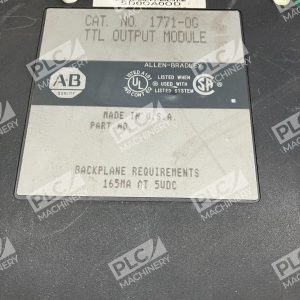 CAT. NO. 1771-OG
TTL OUTPUT MODULE
ALLEN-BRADLEY
A-B
QUALITY
LISTED WHEN
USED WITH
LISTED SYSTEM
MADE IN U.S.A.
PART NO.
BACKPLANE REQUIREMENTS
165MA AT 5VDC
PLC
MACHINERY